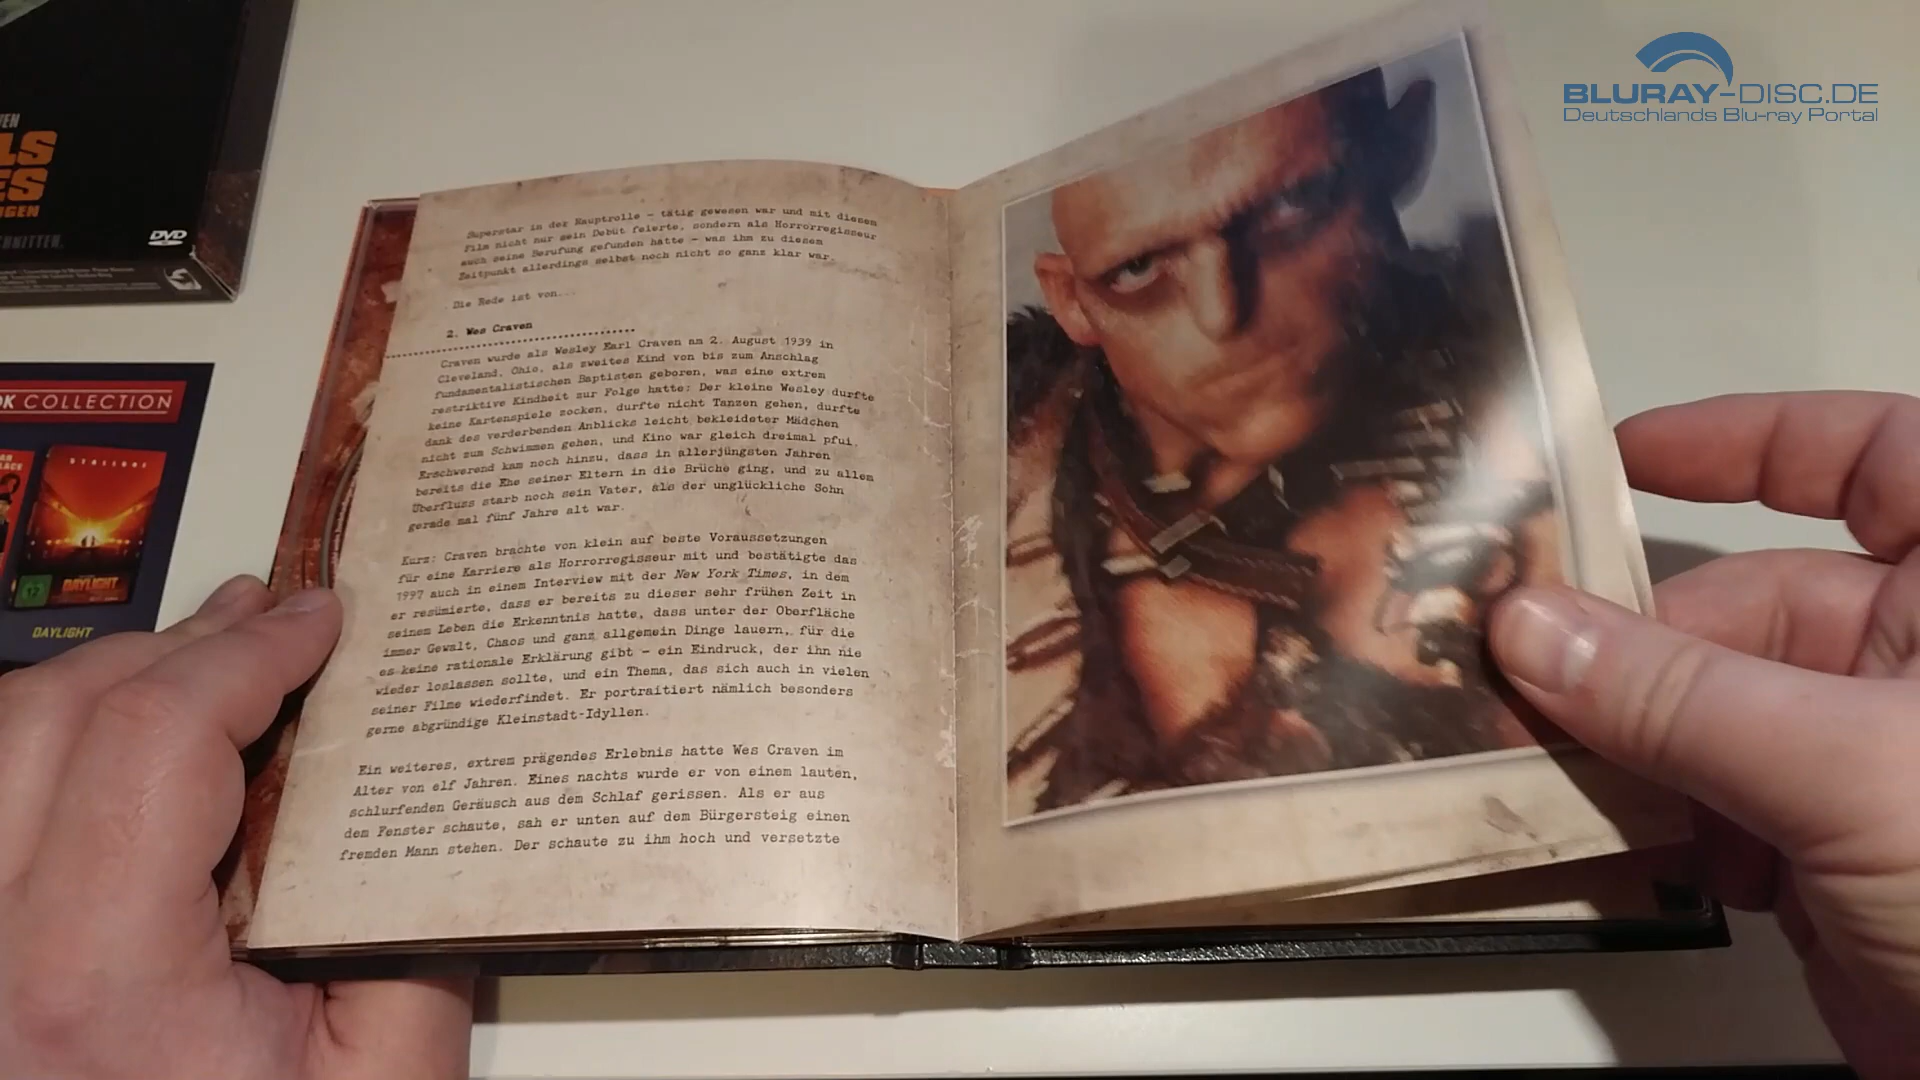 BLURAY-DISC.DE
Deutschlands Blu-ray Portal
DVD
COLLECTION
STALLONE
12
DAYLIGHT
DAYLIGHT
Superstar in der Hauptrolle – tätig gewesen war und mit diesem
Film nicht nur sein Debüt feierte, sondern als Horrorregisseur
auch seine Berufung gefunden hatte – was ihm zu diesem
Zeitpunkt allerdings selbst noch nicht so ganz klar war.
Die Rede ist von...
2. Wes Craven
Craven wurde als Wesley Earl Craven am 2. August 1939 in
Cleveland, Ohio, als zweites Kind von bis zum Anschlag
fundamentalistischen Baptisten geboren, was eine extrem
restriktive Kindheit zur Folge hatte: Der kleine Wesley durfte
keine Kartenspiele zocken, durfte nicht Tanzen gehen, durfte
dank des verderbenden Anblicks leicht bekleideter Mädchen
nicht zum Schwimmen gehen, und Kino war gleich dreimal pfui.
Erschwerend kam noch hinzu, dass in allerjüngsten Jahren
bereits die Ehe seiner Eltern in die Brüche ging, und zu allem
Überfluss starb noch sein Vater, als der unglückliche Sohn
gerade mal fünf Jahre alt war.
Kurz: Craven brachte von klein auf beste Voraussetzungen
für eine Karriere als Horrorregisseur mit und bestätigte das
1997 auch in einem Interview mit der New York Times, in dem
er resümierte, dass er bereits zu dieser sehr frühen Zeit in
seinem Leben die Erkenntnis hatte, dass unter der Oberfläche
immer Gewalt, Chaos und ganz allgemein Dinge lauern, für die
es keine rationale Erklärung gibt – ein Eindruck, der ihn nie
wieder loslassen sollte, und ein Thema, das sich auch in vielen
seiner Filme wiederfindet. Er portraitiert nämlich besonders
gerne abgründige Kleinstadt-Idyllen.
Ein weiteres, extrem prägendes Erlebnis hatte Wes Craven im
Alter von elf Jahren. Eines nachts wurde er von einem lauten,
schlurfenden Geräusch aus dem Schlaf gerissen. Als er aus
dem Fenster schaute, sah er unten auf dem Bürgersteig einen
fremden Mann stehen. Der schaute zu ihm hoch und versetzte